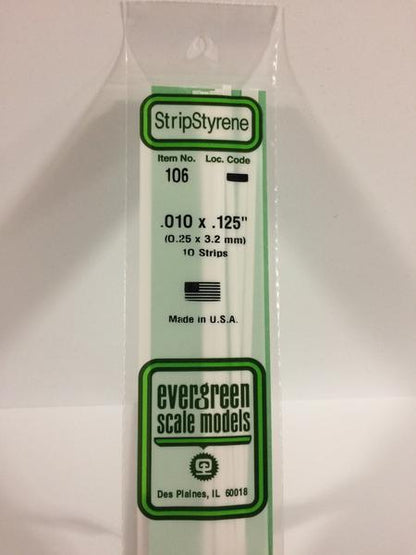 StripStyrene
Item No. Loc. Code
106
.010 x .125"
(0.25 x 3.2 mm)
10 Strips
Made in U.S.A.
evergreen
scale models
Des Plaines, IL 60018